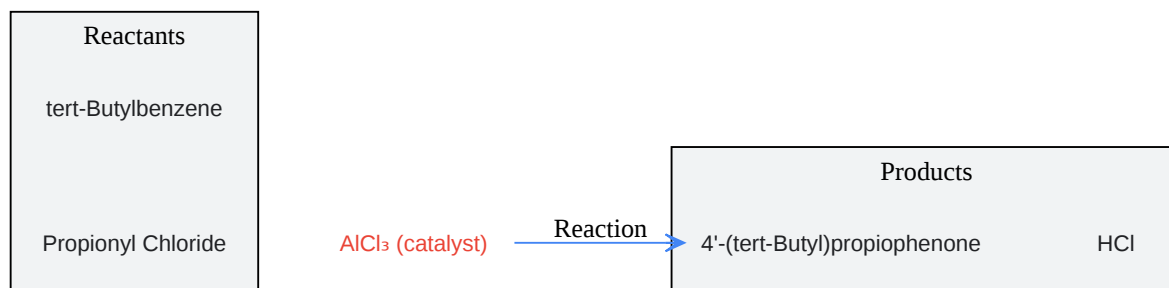 Reactants
tert-Butylbenzene
Products
Propionyl Chloride
AlCl₃ (catalyst)
Reaction
4'-(tert-Butyl)propiophenone
HCl